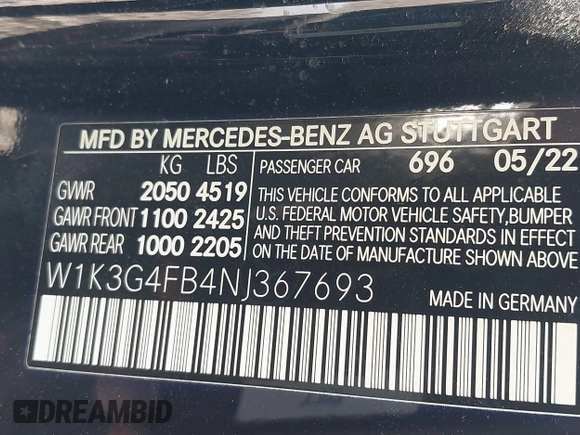 MFD BY MERCEDES-BENZ AG STUTTGART
KG LBS
PASSENGER CAR 696 05/22
GVWR 2050 4519
GAWR FRONT 1100 2425
GAWR REAR 1000 2205
THIS VEHICLE CONFORMS TO ALL APPLICABLE
U.S. FEDERAL MOTOR VEHICLE SAFETY,BUMPER
AND THEFT PREVENTION STANDARDS IN EFFECT
ON THE DATE OF MANUFACTURE SHOWN ABOVE.
W1K3G4FB4NJ367693
MADE IN GERMANY
DREAMBID